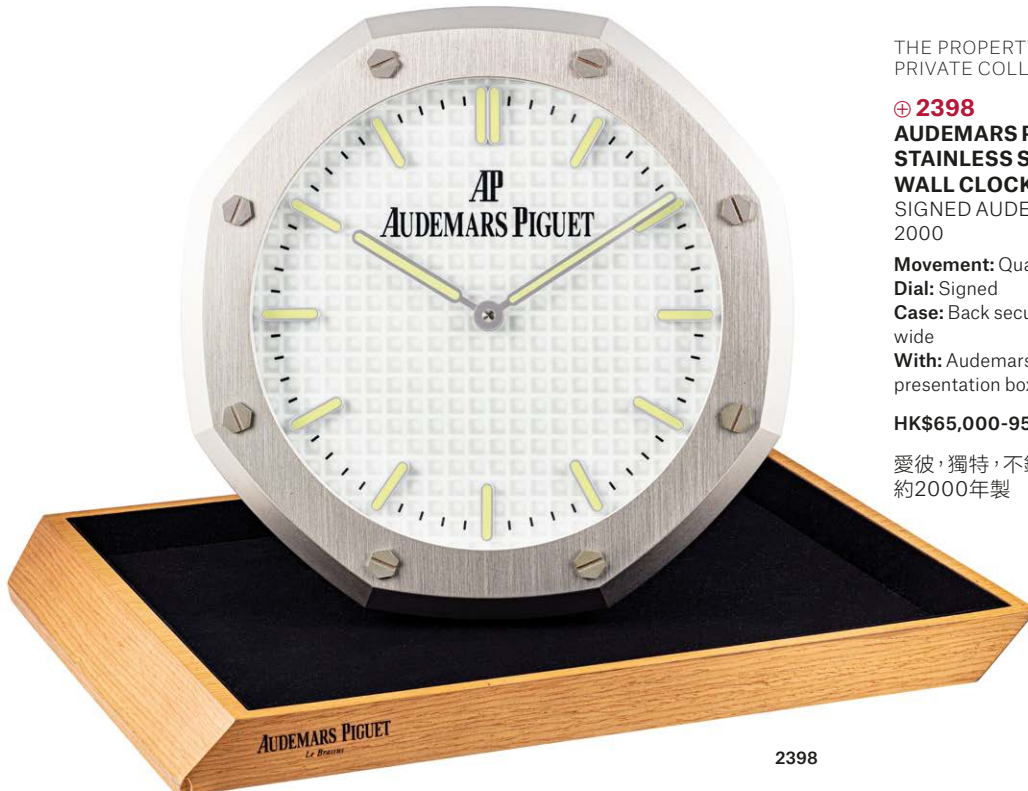 AP
AUDEMARS PIGUET
AUDEMARS PIGUET
Le Brassus
2398
THE PROPERT
PRIVATE COLL
⊕ 2398
AUDEMARS P
STAINLESS S
WALL CLOCK
SIGNED AUDE
2000
Movement: Qua
Dial: Signed
Case: Back secu
wide
With: Audemars
presentation box
HK$65,000-95
愛彼，獨特，不
約2000年製